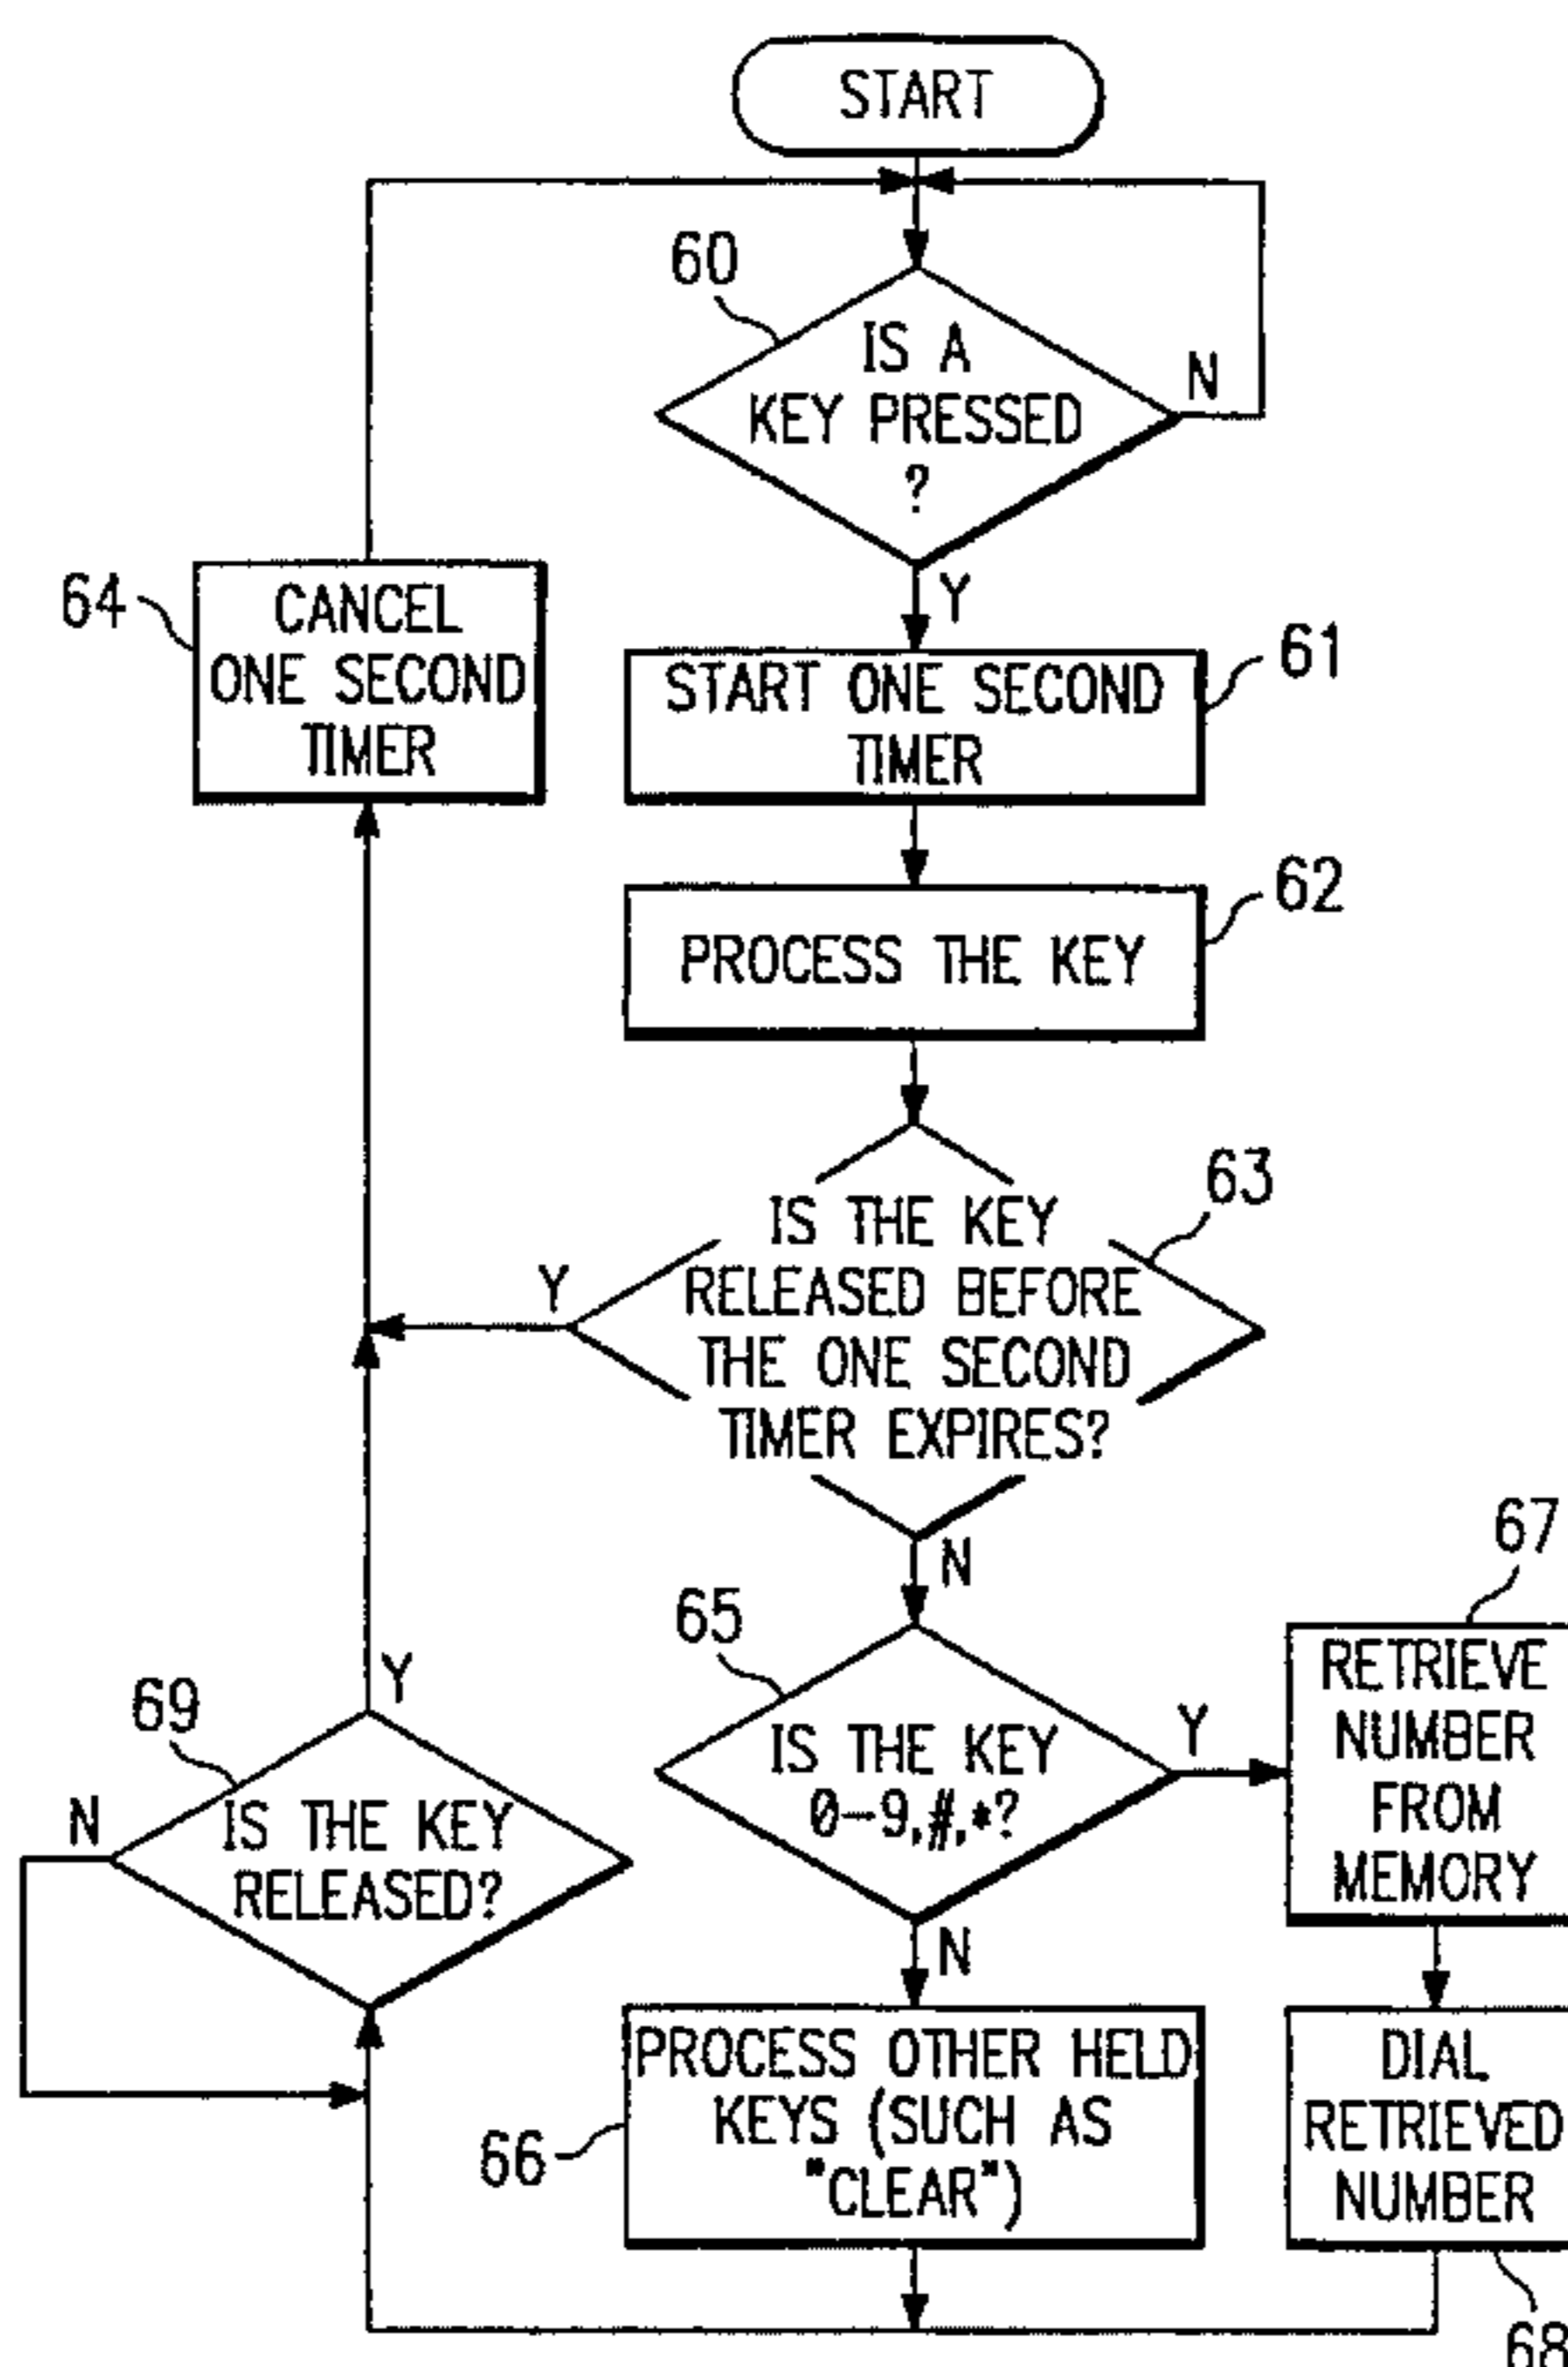 START
60
IS A
KEY PRESSED
?
N
Y
64
CANCEL
ONE SECOND
TIMER
61
START ONE SECOND
TIMER
62
PROCESS THE KEY
63
IS THE KEY
RELEASED BEFORE
THE ONE SECOND
TIMER EXPIRES?
Y
N
65
IS THE KEY
0-9,#,*?
Y
N
67
RETRIEVE
NUMBER
FROM
MEMORY
69
IS THE KEY
RELEASED?
Y
N
66
PROCESS OTHER HELD
KEYS (SUCH AS
"CLEAR")
DIAL
RETRIEVED
NUMBER
68